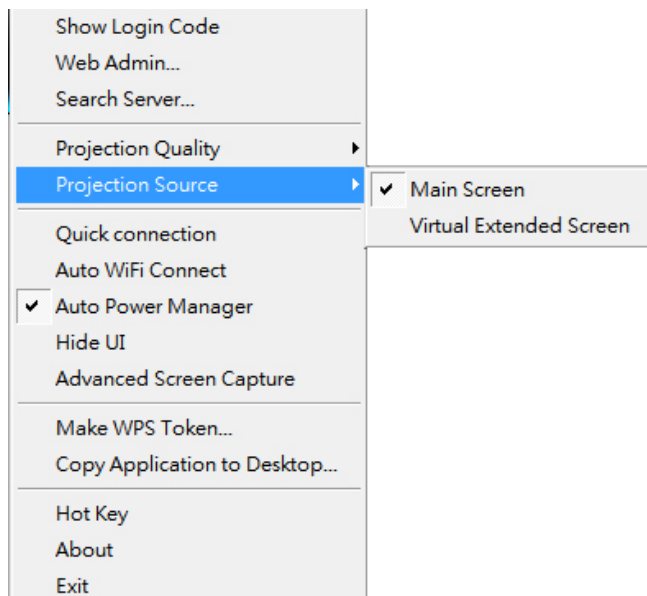 Show Login Code
Web Admin...
Search Server...
Projection Quality
Projection Source
Main Screen
Virtual Extended Screen
Quick connection
Auto WiFi Connect
Auto Power Manager
Hide UI
Advanced Screen Capture
Make WPS Token...
Copy Application to Desktop...
Hot Key
About
Exit